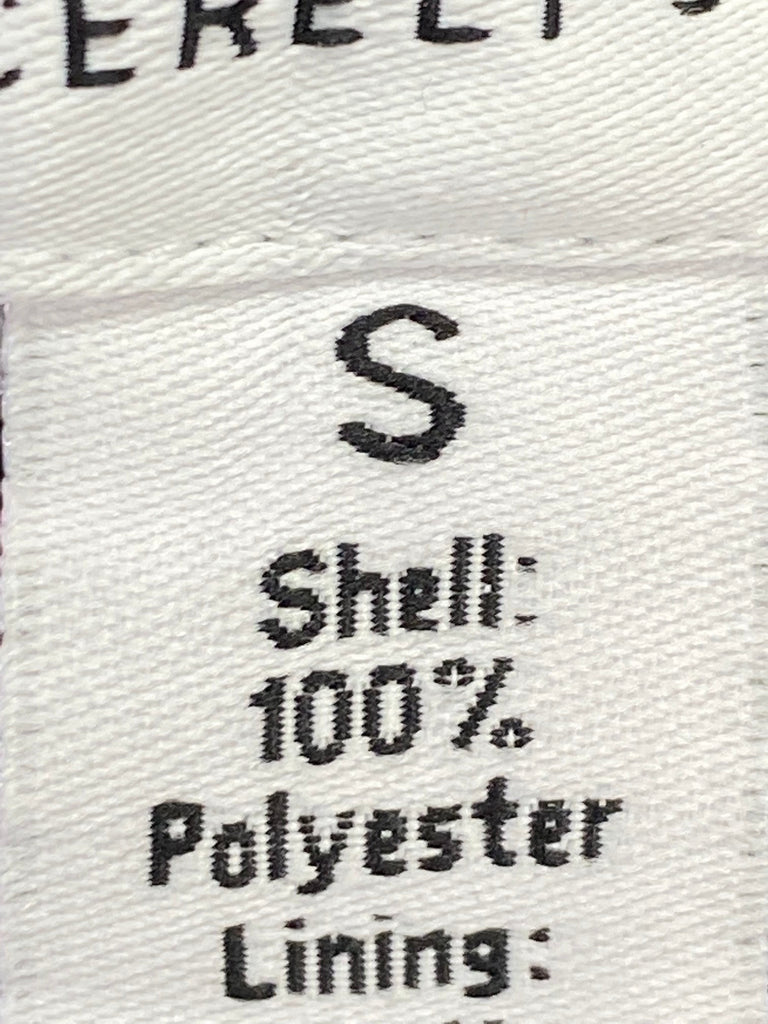 S
Shell:
100%
Polyester
Lining: